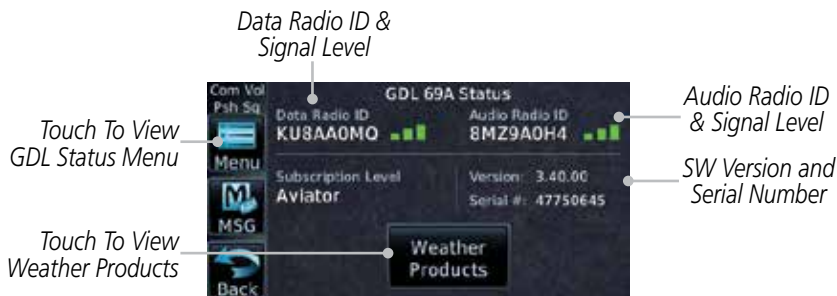 Data Radio ID &
Signal Level
Com Vol
Psh Sq
GDL 69A Status
Data Radio ID
Audio Radio ID
KU8AA0MQ
8MZ9A0H4
Audio Radio ID
& Signal Level
Touch To View
GDL Status Menu
Menu
Subscription Level
Aviator
Version: 3.40.00
Serial #: 47750645
SW Version and
Serial Number
MSG
Touch To View
Weather Products
Weather
Products
Back